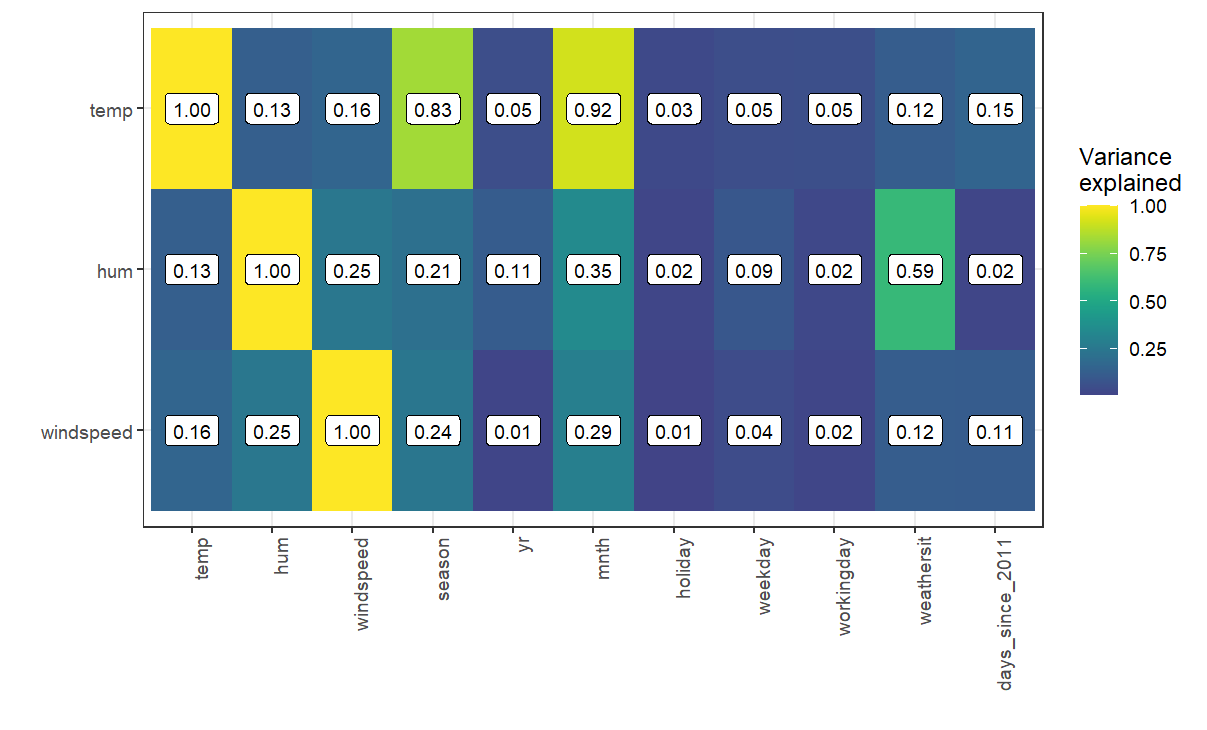 temp 1.00 0.13 0.16 0.83 0.05 0.92 0.03 0.05 0.05 0.12 0.15
hum 0.13 1.00 0.25 0.21 0.11 0.35 0.02 0.09 0.02 0.59 0.02
windspeed 0.16 0.25 1.00 0.24 0.01 0.29 0.01 0.04 0.02 0.12 0.11
temp hum windspeed season yr mnth holiday weekday workingday weathersit days_since_2011
Variance
explained
1.00
0.75
0.50
0.25